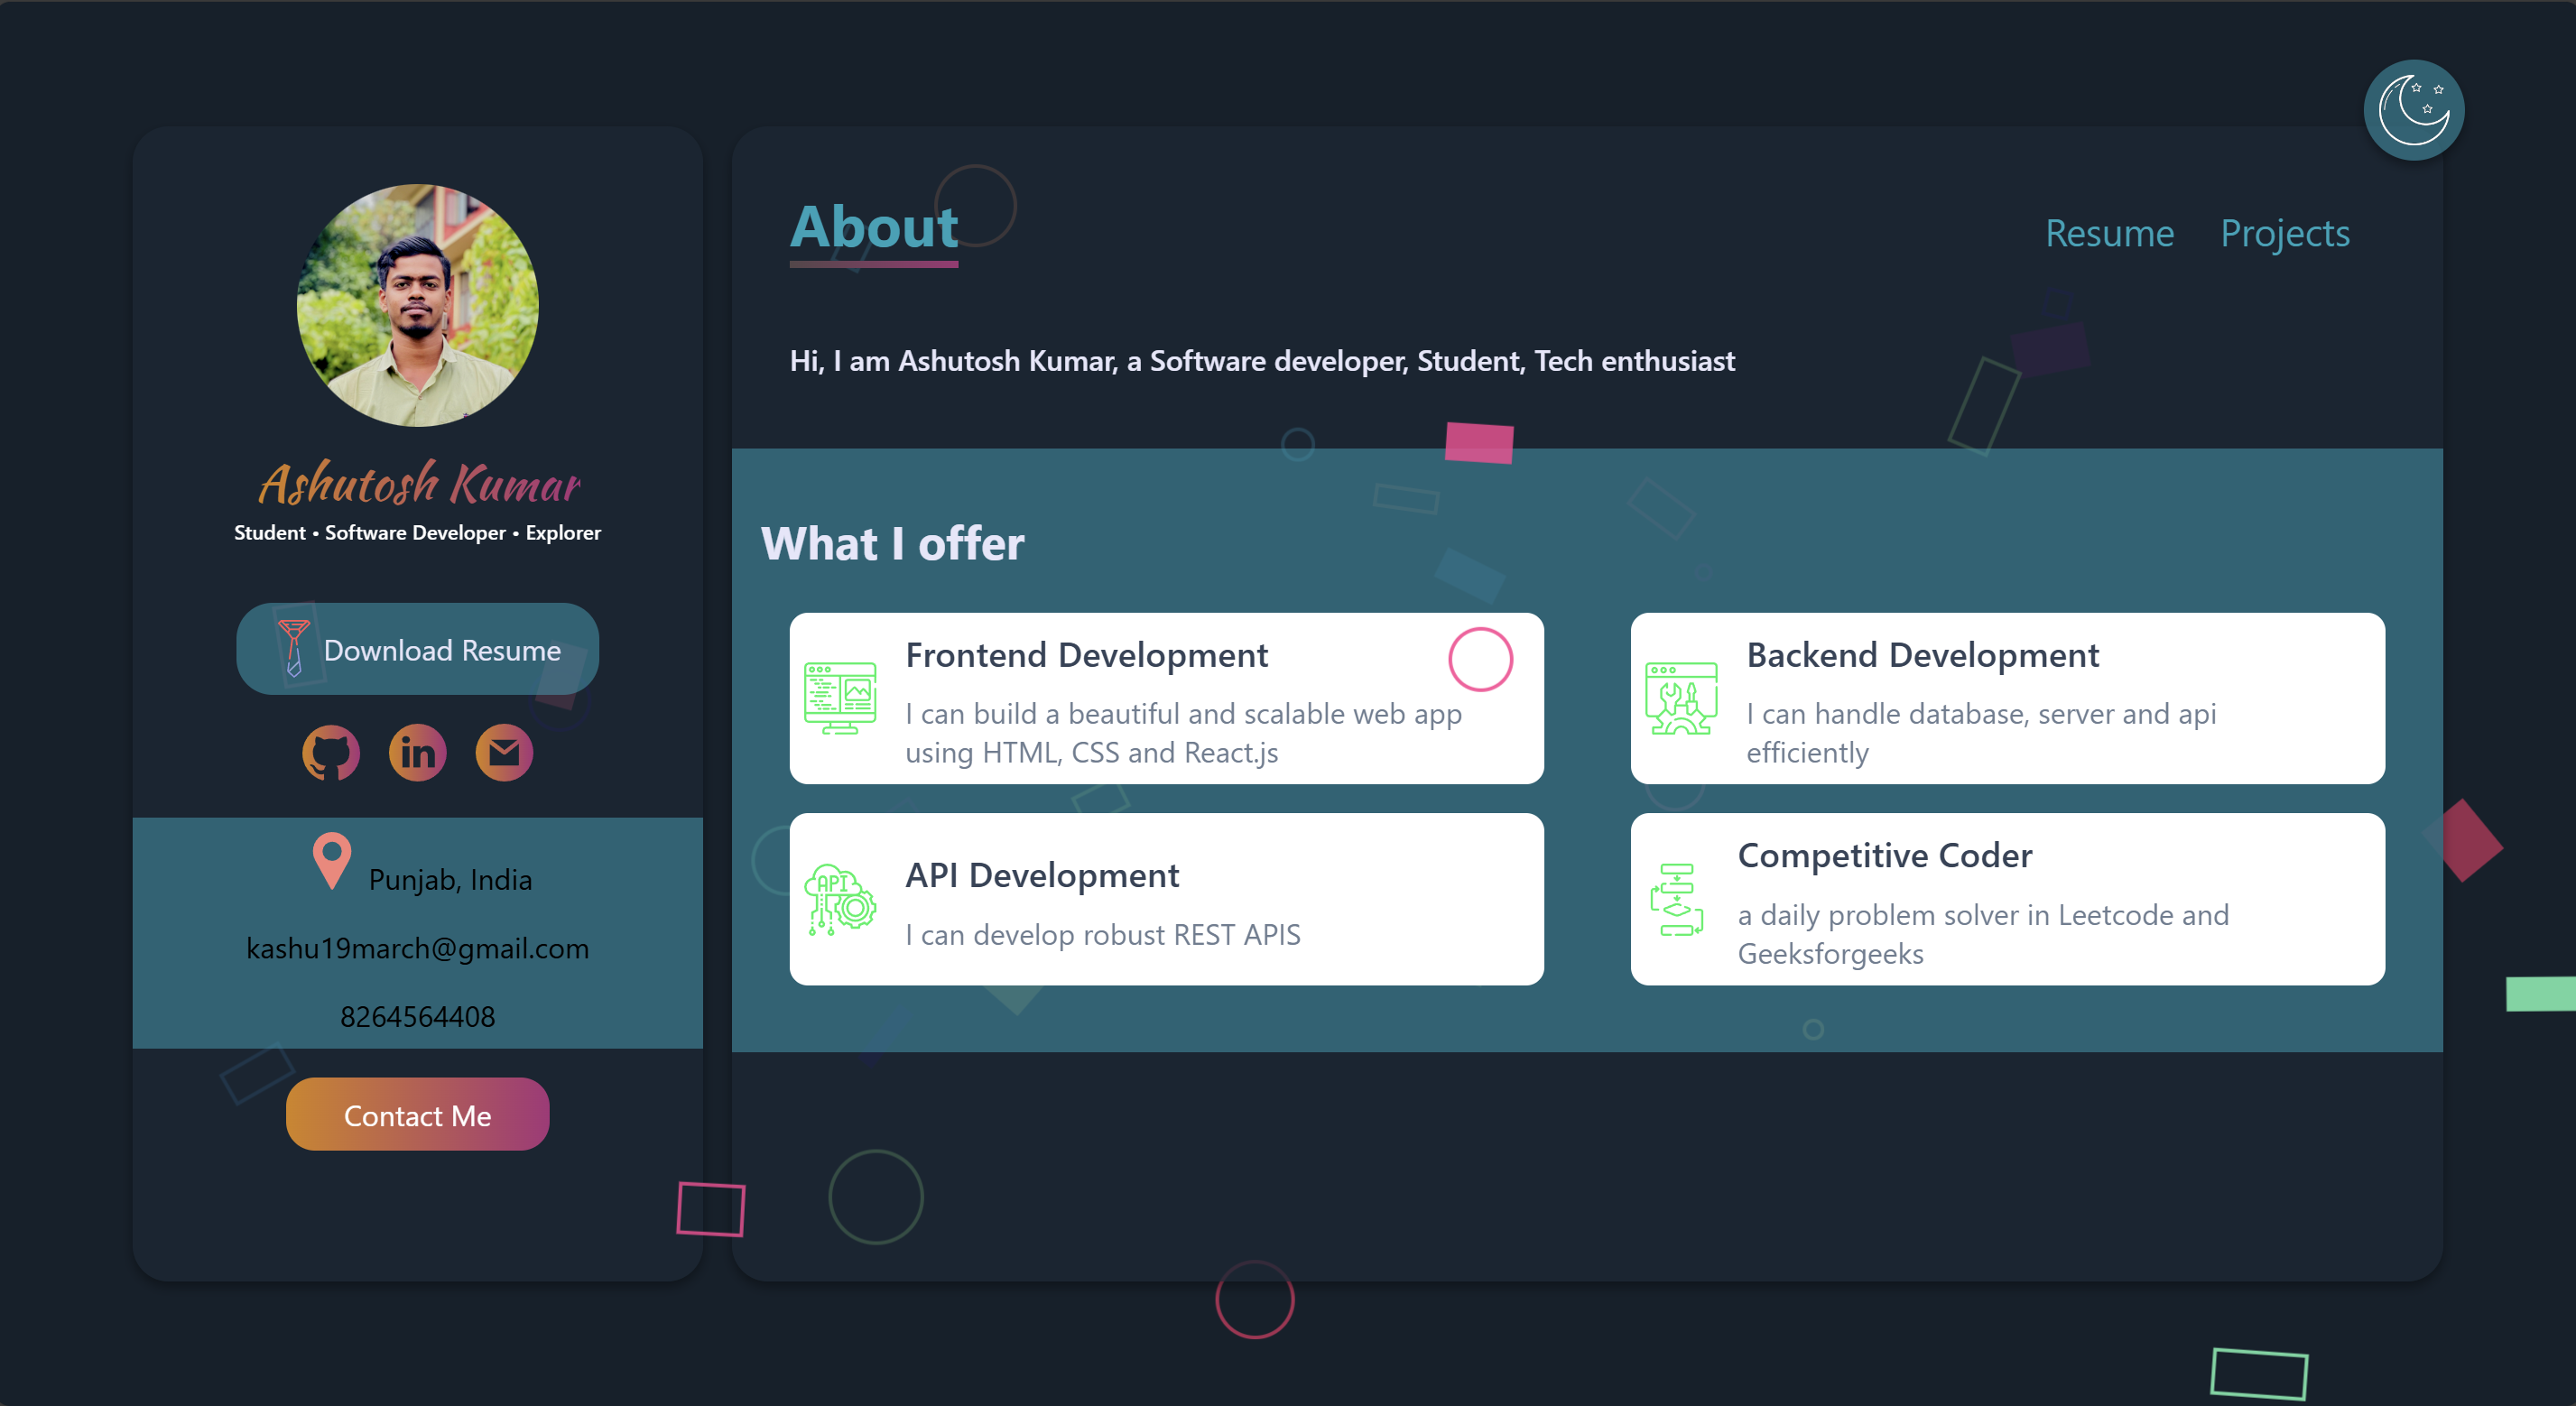 Ashutosh Kumar
Student • Software Developer • Explorer
Download Resume
in
Punjab, India
kashu19march@gmail.com
8264564408
Contact Me
About
Resume
Projects
Hi, I am Ashutosh Kumar, a Software developer, Student, Tech enthusiast
What I offer
Frontend Development
I can build a beautiful and scalable web app
using HTML, CSS and React.js
Backend Development
I can handle database, server and api
efficiently
API
API Development
I can develop robust REST APIS
Competitive Coder
a daily problem solver in Leetcode and
Geeksforgeeks